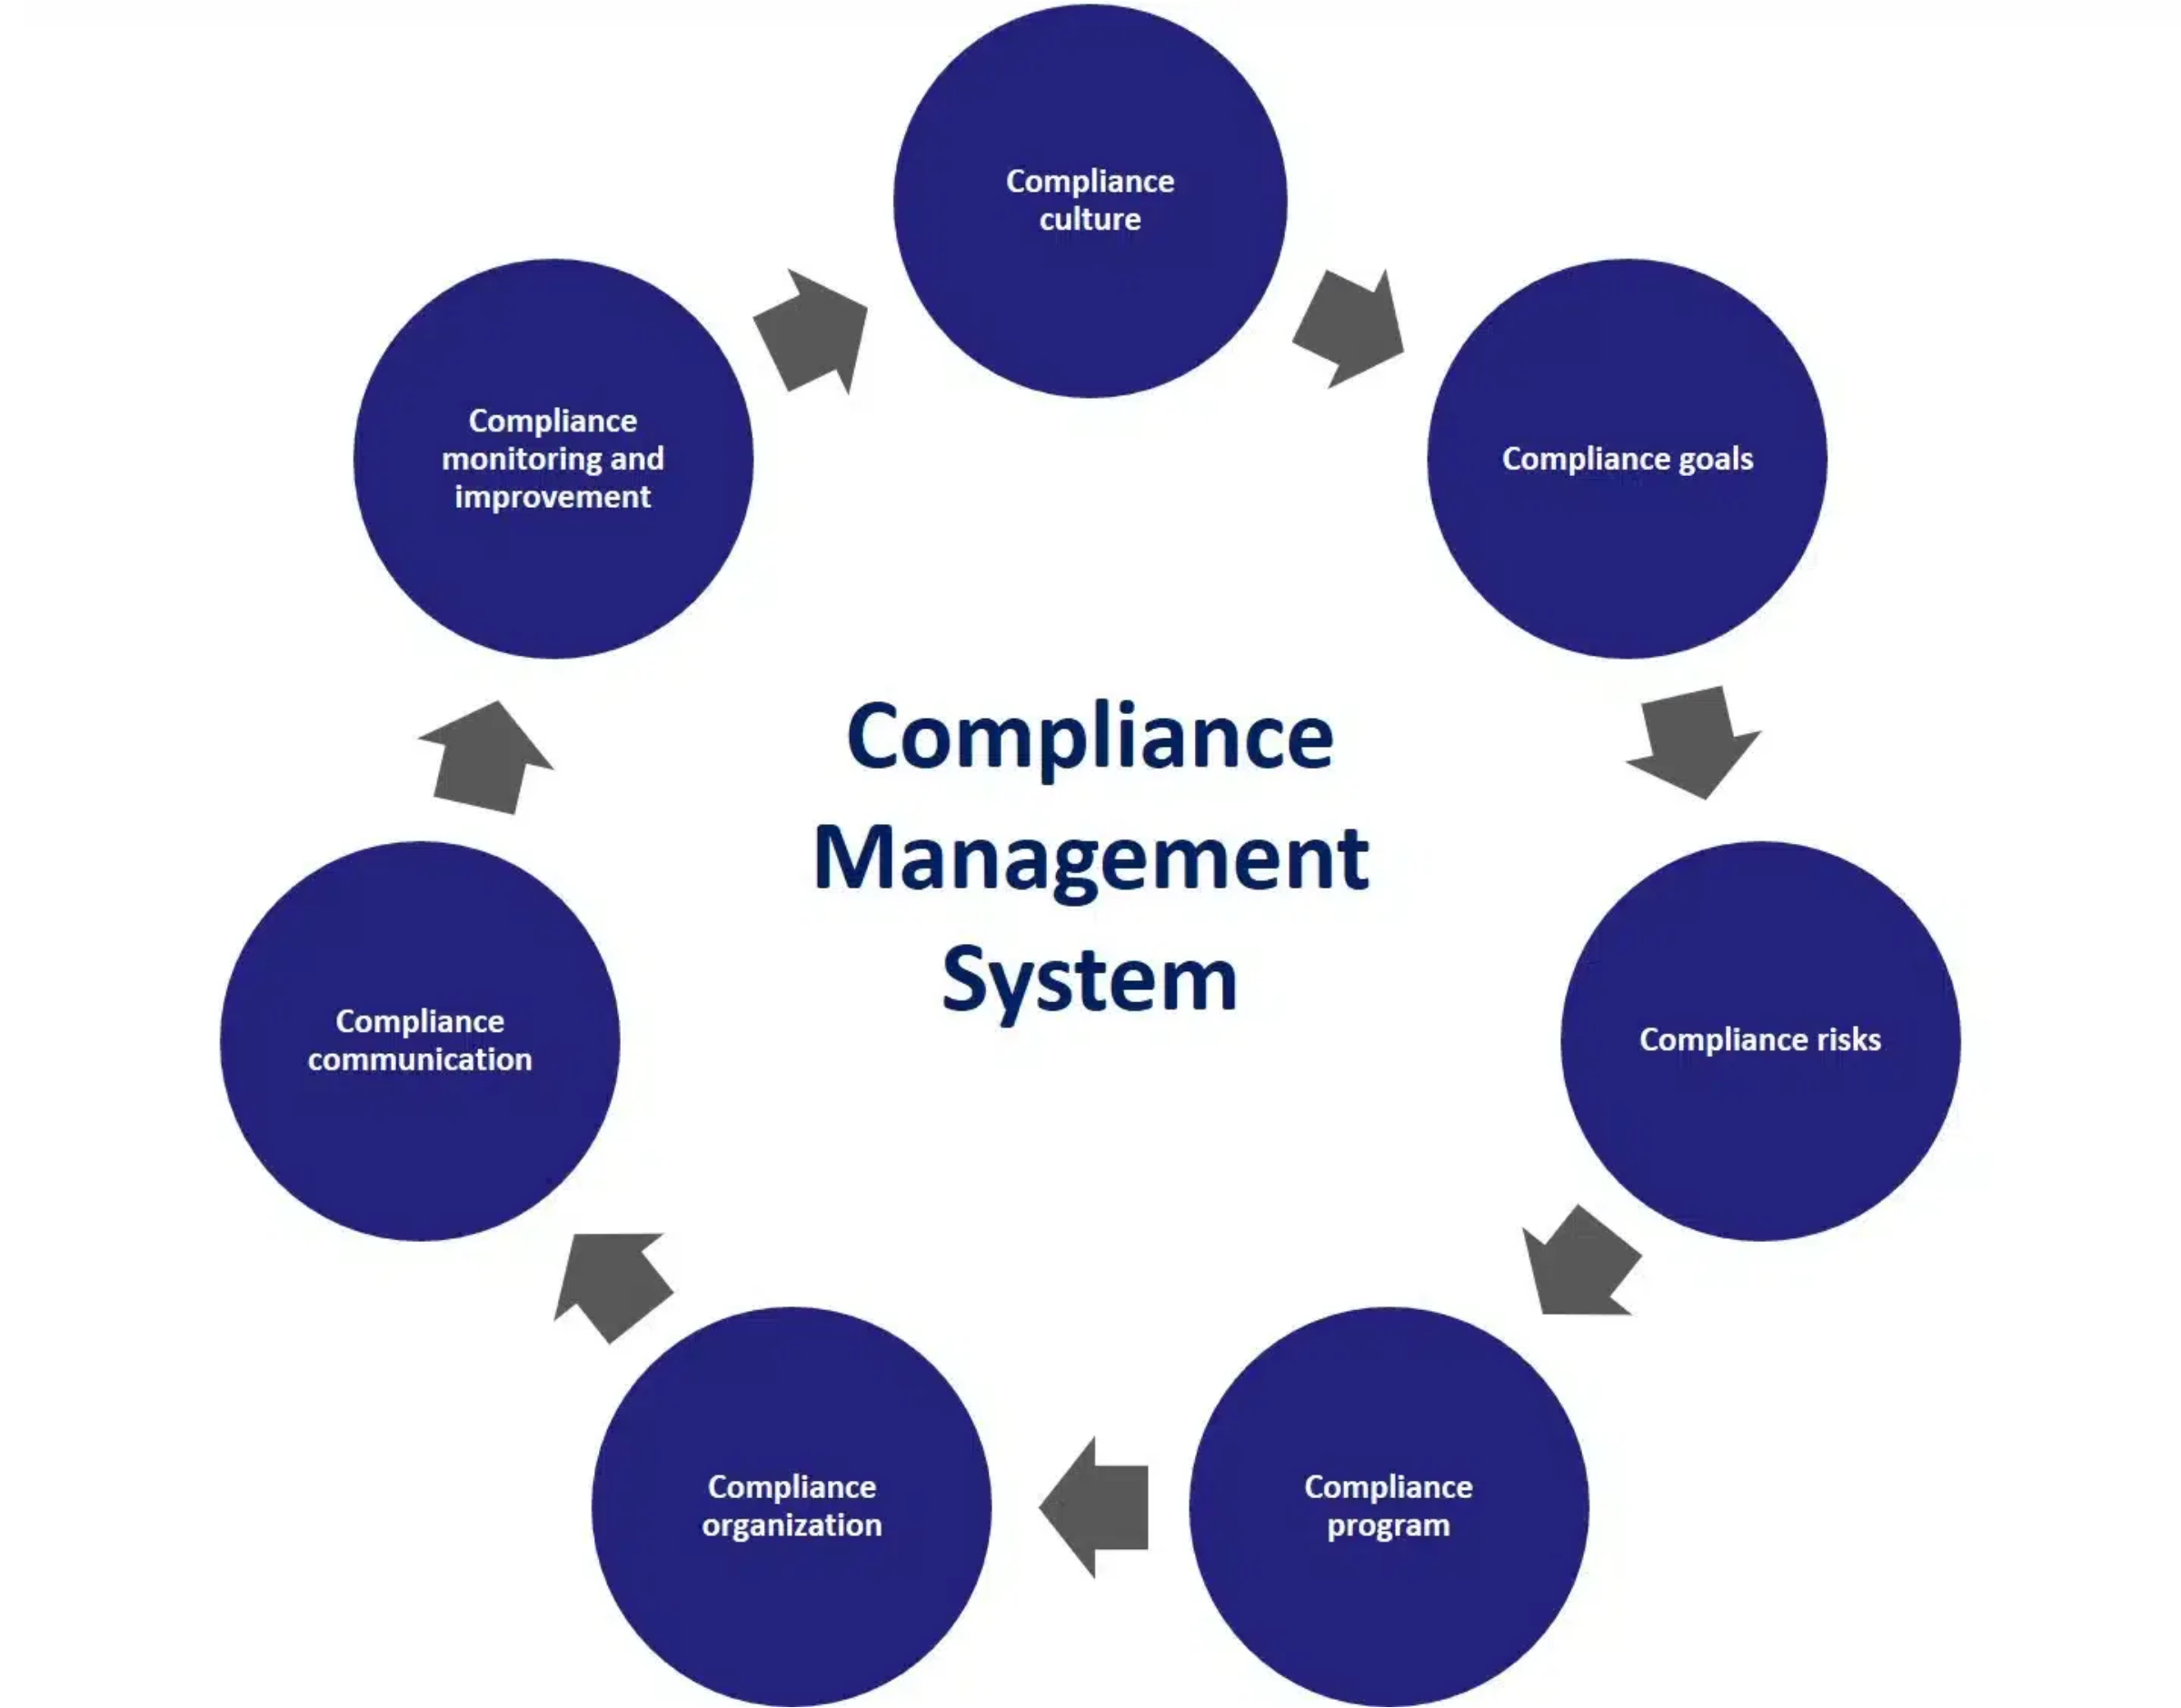 Compliance
culture
Compliance goals
Compliance risks
Compliance
program
Compliance
organization
Compliance
communication
Compliance
monitoring and
improvement
Compliance
Management
System